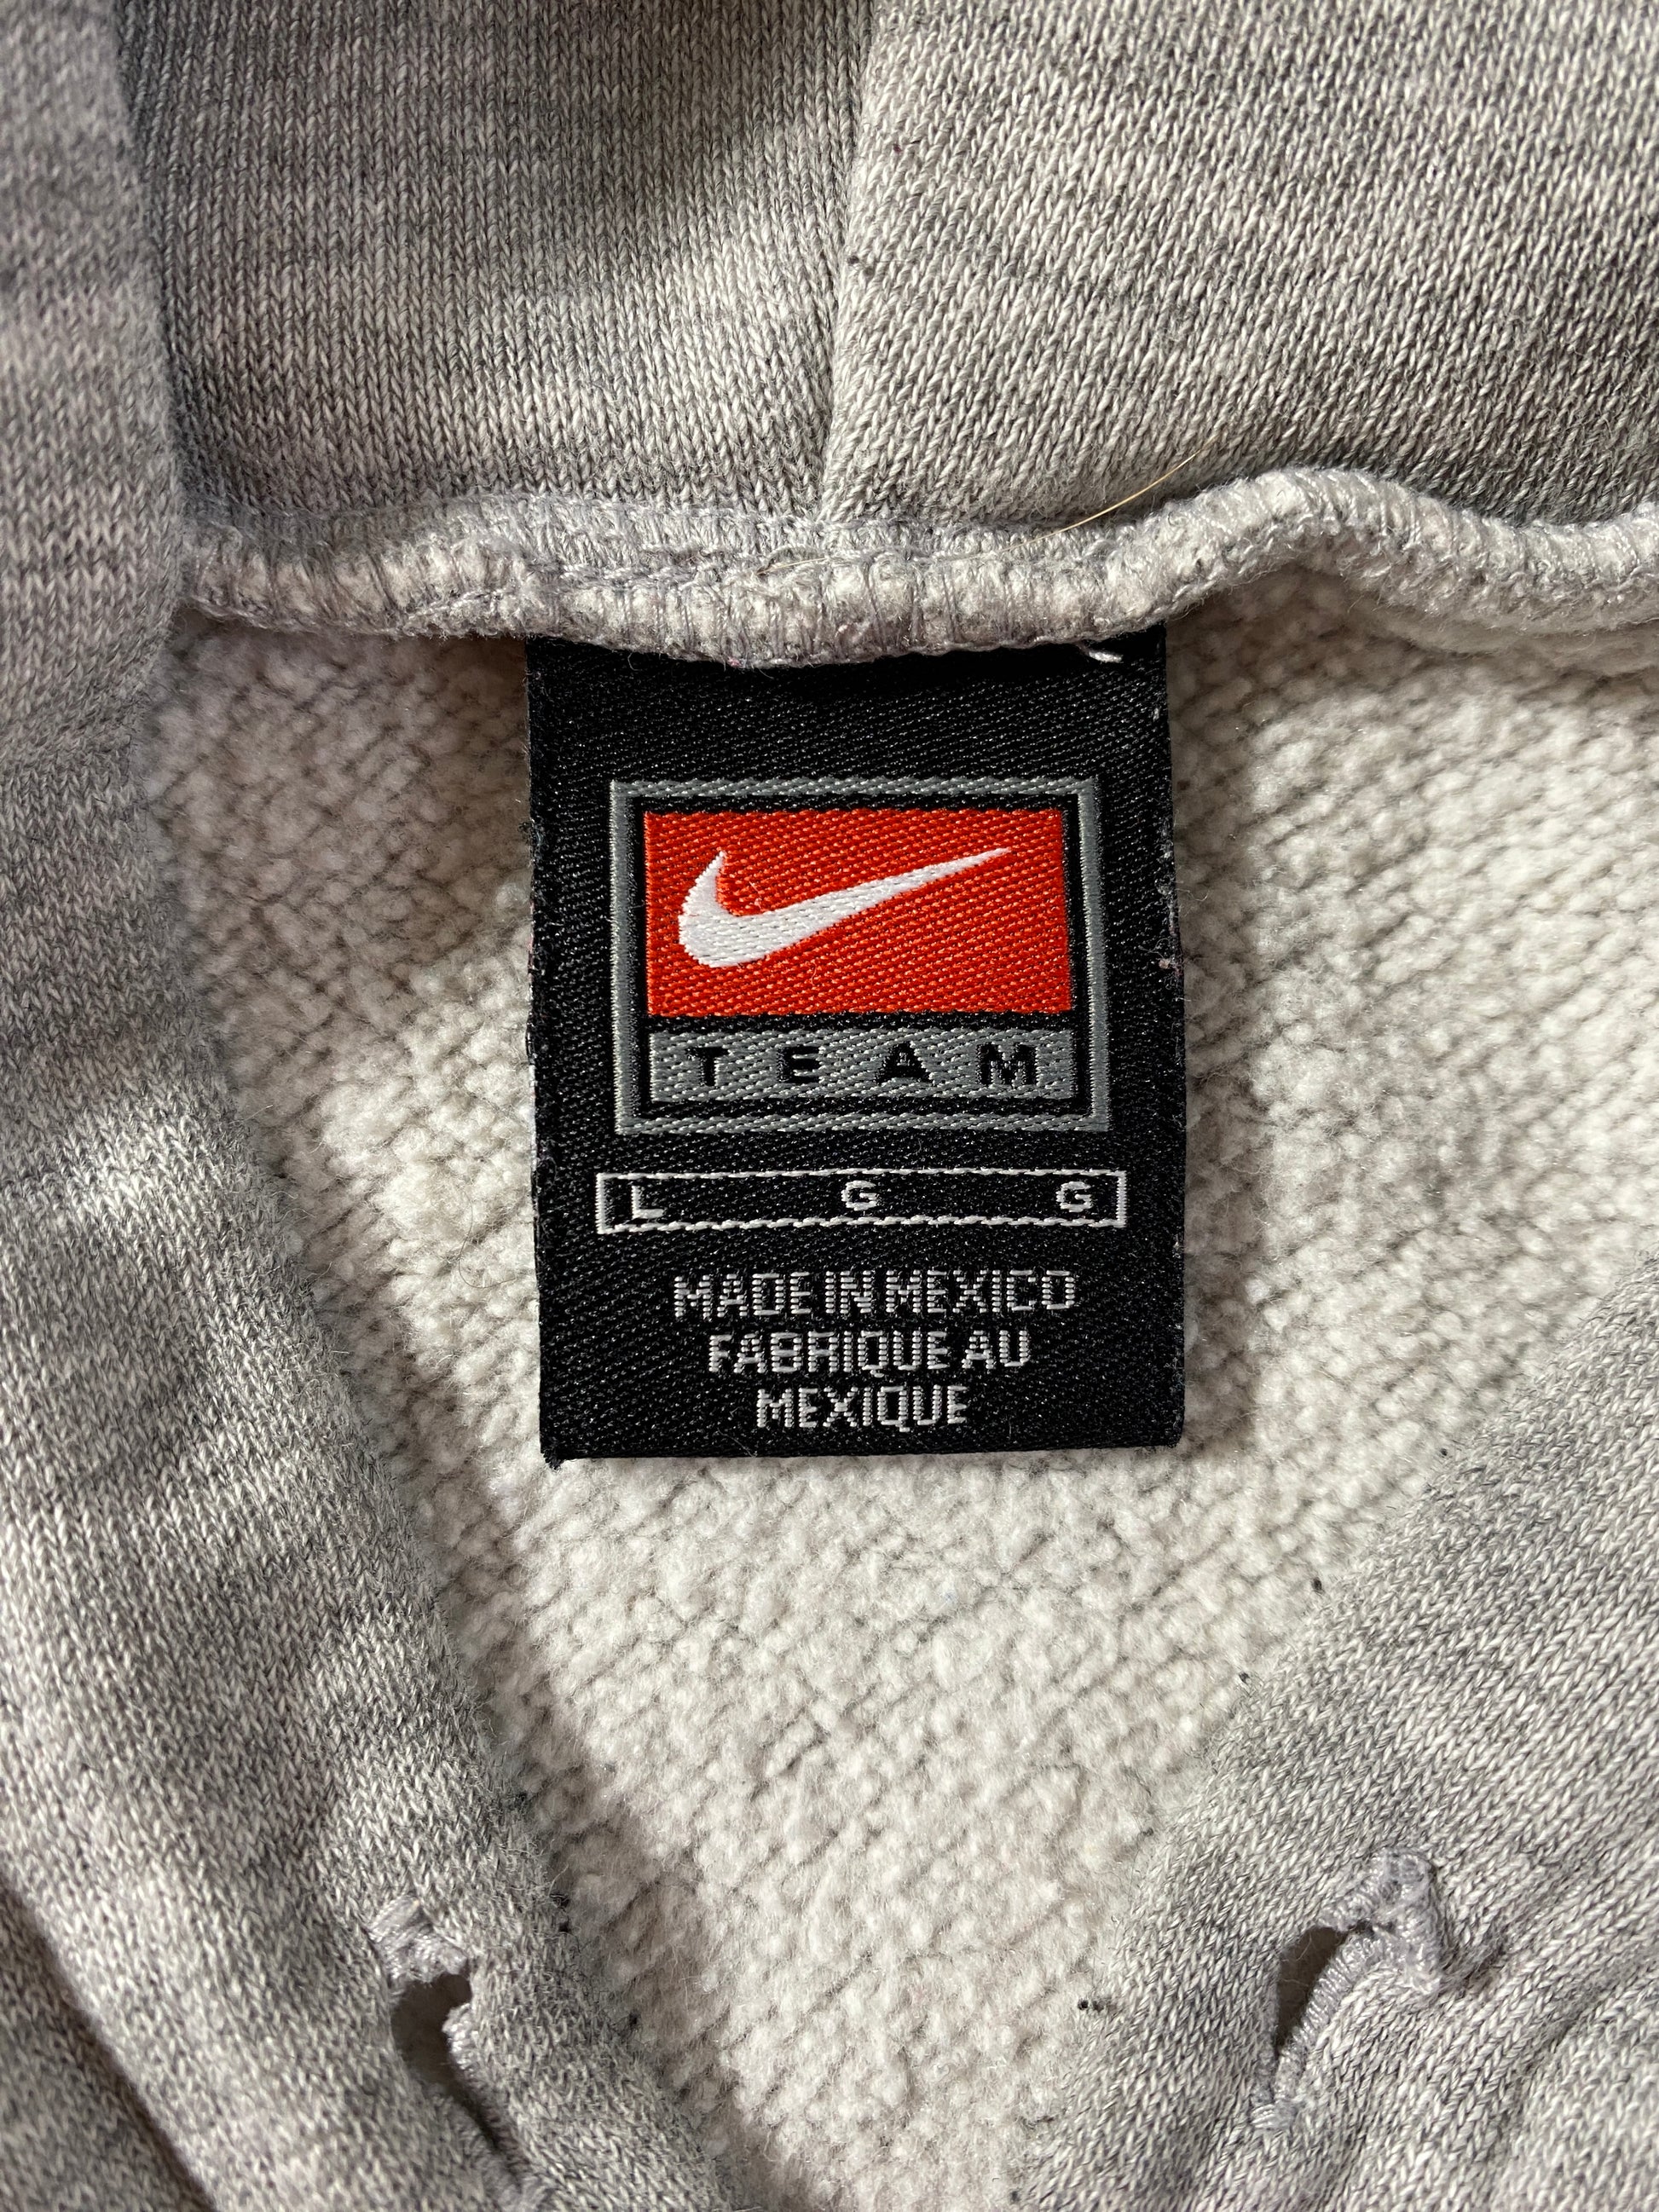 TEAM
L G G
MADE IN MEXICO
FABRIQUE AU
MEXIQUE